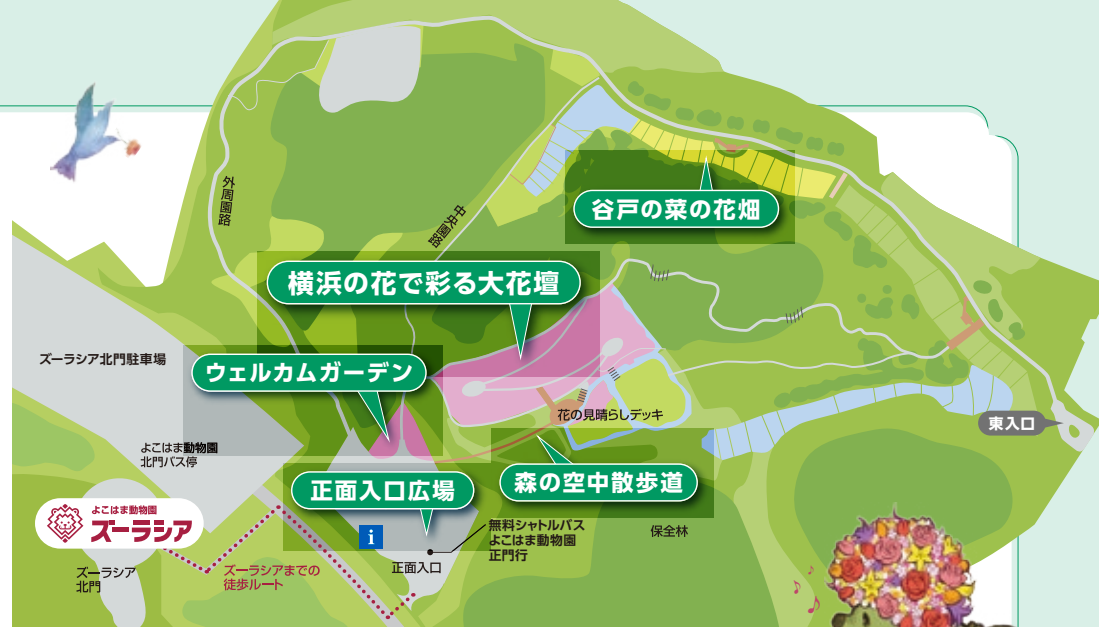 外周園路
中央園路
谷戸の菜の花畑
横浜の花で彩る大花壇
ズーラシア北門駐車場
ウェルカムガーデン
花の見晴らしデッキ
東入口
よこはま動物園
北門バス停
正面入口広場
森の空中散歩道
よこはま動物園
ズーラシア
i
無料シャトルバス
よこはま動物園
正門行
保全林
正面入口
ズーラシア
北門
ズーラシアまでの
徒歩ルート